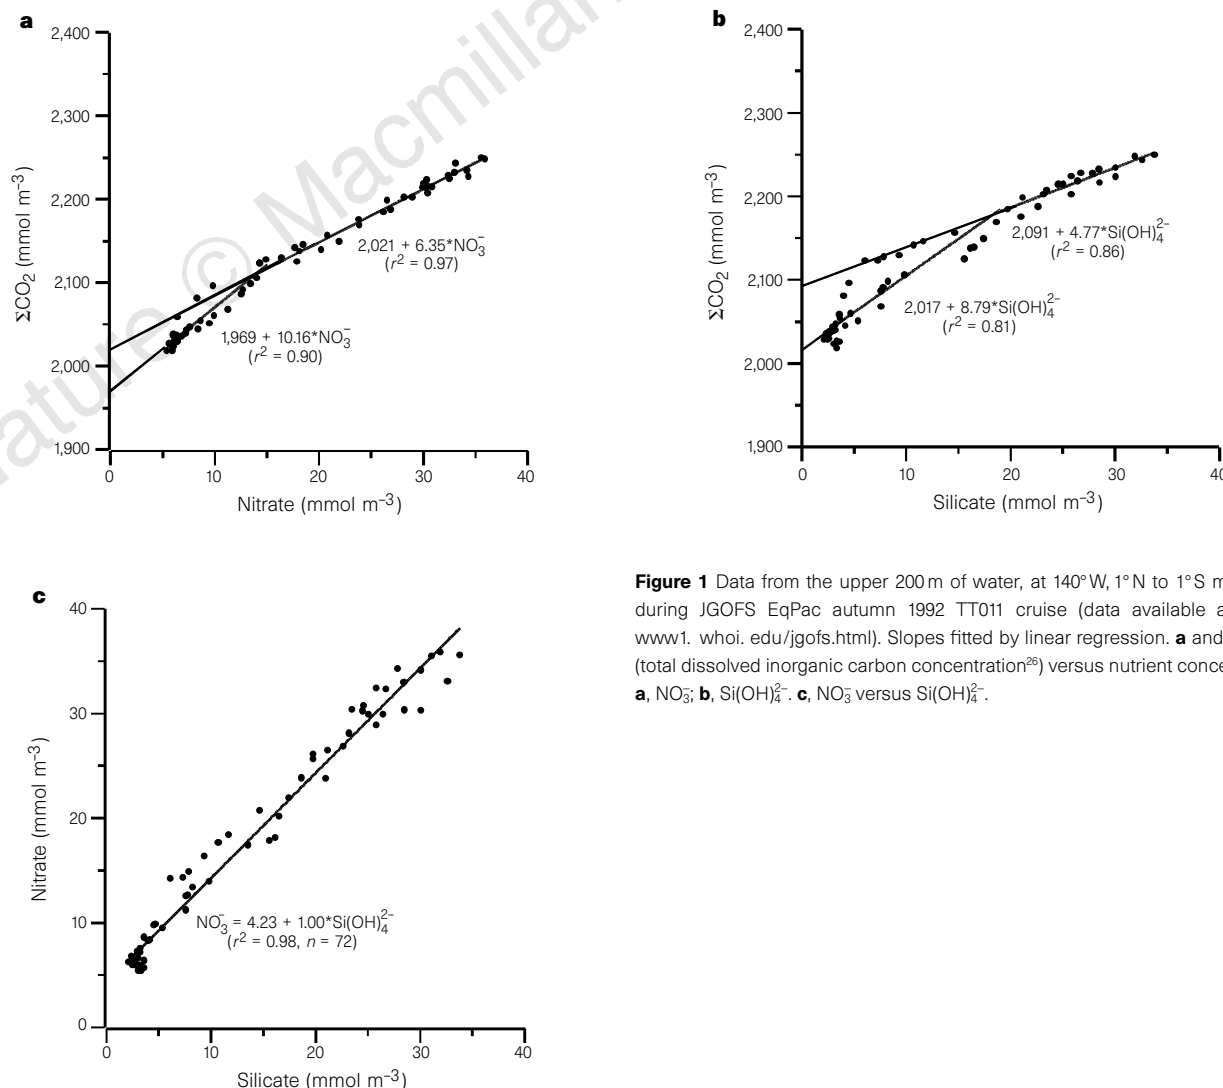 a
2,400
2,300
2,200
2,100
2,000
1,900
ΣCO₂ (mmol m⁻³)
2,021 + 6.35*NO₃⁻
(r² = 0.97)
1,969 + 10.16*NO₃⁻
(r² = 0.90)
0 10 20 30 40
Nitrate (mmol m⁻³)
b
2,400
2,300
2,200
2,100
2,000
1,900
ΣCO₂ (mmol m⁻³)
2,091 + 4.77*Si(OH)₄²⁻
(r² = 0.86)
2,017 + 8.79*Si(OH)₄²⁻
(r² = 0.81)
0 10 20 30
Silicate (mmol m⁻³)
c
40
30
20
10
0
Nitrate (mmol m⁻³)
NO₃⁻ = 4.23 + 1.00*Si(OH)₄²⁻
(r² = 0.98, n = 72)
0 10 20 30 40
Silicate (mmol m⁻³)
Figure 1 Data from the upper 200 m of water, at 140° W, 1° N to 1° S
during JGOFS EqPac autumn 1992 TT011 cruise (data available
www1. whoi. edu/jgofs.html). Slopes fitted by linear regression. a and
(total dissolved inorganic carbon concentration²⁶) versus nutrient
a, NO₃⁻; b, Si(OH)₄²⁻. c, NO₃⁻ versus Si(OH)₄²⁻.
© Macmillan